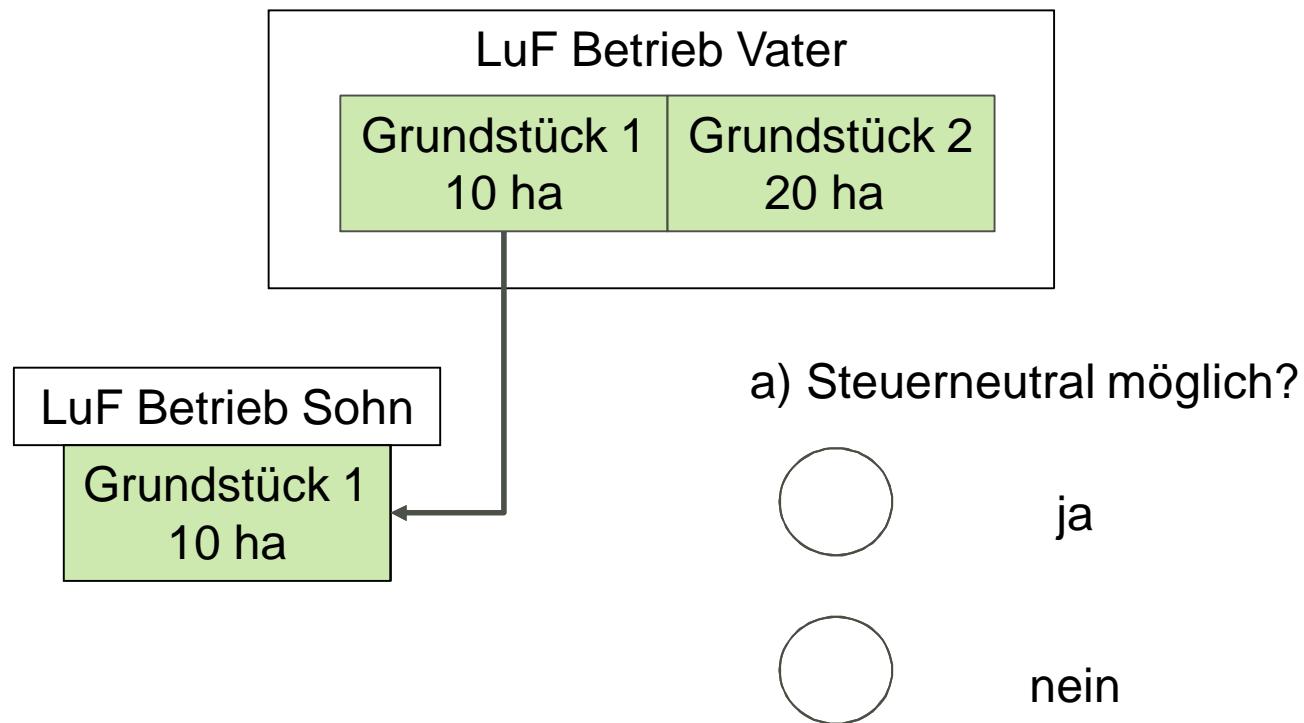 LuF Betrieb Vater
Grundstück 1
10 ha
Grundstück 2
20 ha
LuF Betrieb Sohn
Grundstück 1
10 ha
a) Steuerneutral möglich?
ja
nein